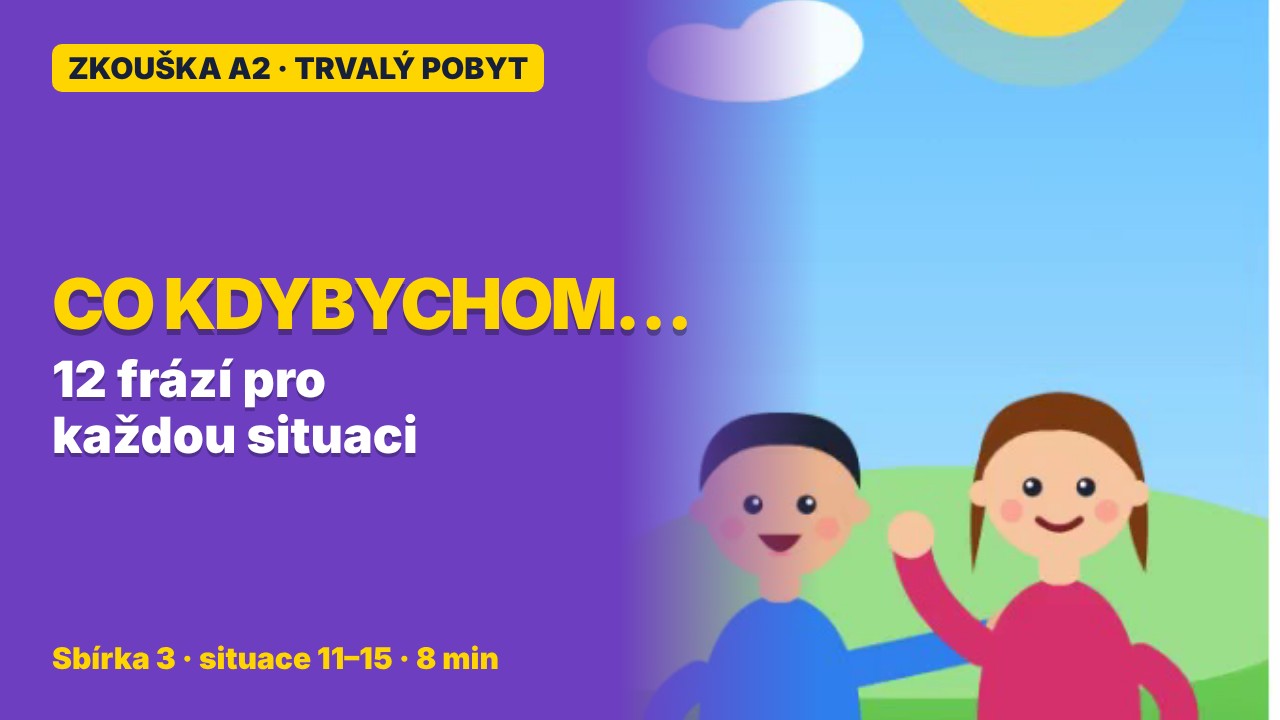 ZKOUŠKA A2 · TRVALÝ POBYT
CO KDYBYCHOM...
12 frází pro
každou situaci
Sbírka 3 · situace 11–15 · 8 min